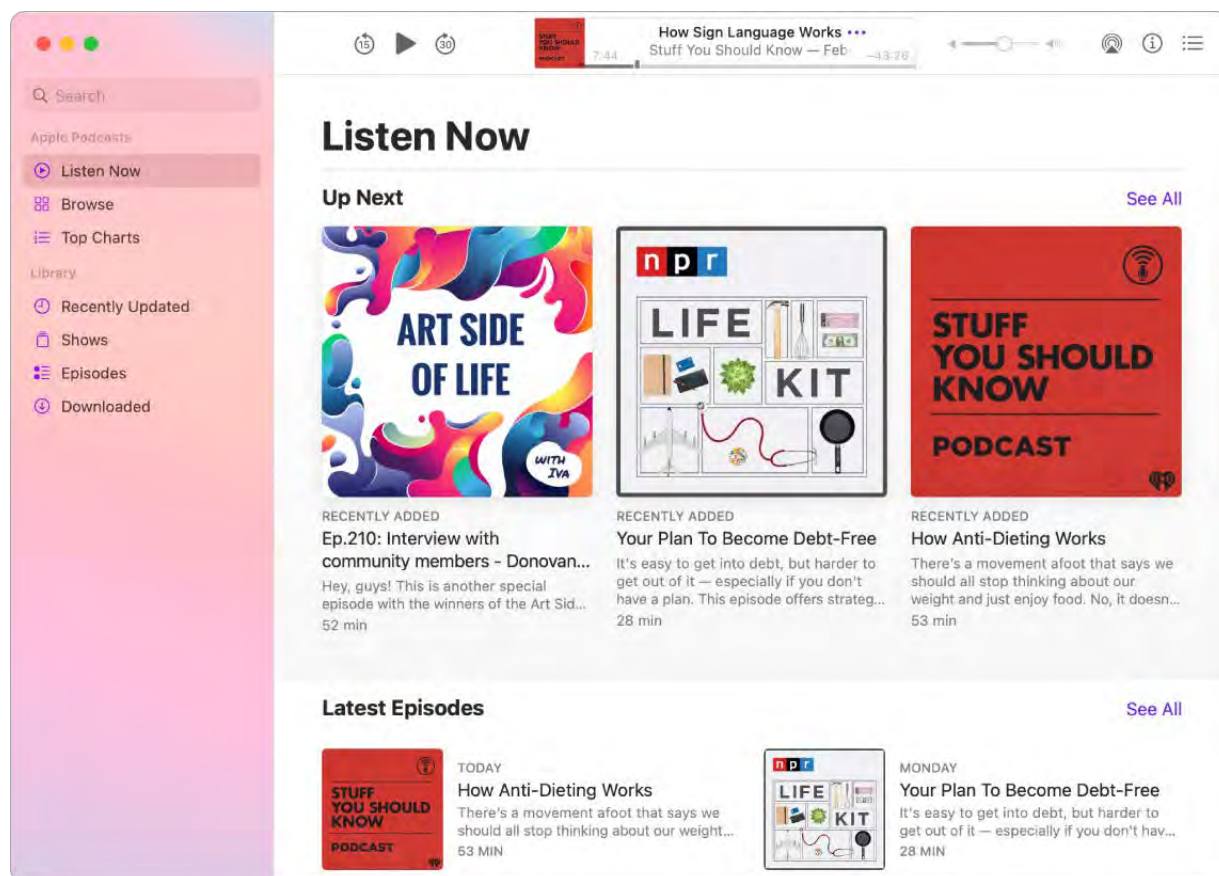 15
30
How Sign Language Works •••
Stuff You Should Know — Feb
7:44
-43:26
Search
Apple Podcasts
Listen Now
Browse
Top Charts
Library
Recently Updated
Shows
Episodes
Downloaded
Listen Now
Up Next
See All
ART SIDE
OF LIFE
WITH
IVA
npr
LIFE
KIT
STUFF
YOU SHOULD
KNOW
PODCAST
RECENTLY ADDED
Ep.210: Interview with
community members - Donovan...
Hey, guys! This is another special
episode with the winners of the Art Sid...
52 min
RECENTLY ADDED
Your Plan To Become Debt-Free
It's easy to get into debt, but harder to
get out of it — especially if you don't
have a plan. This episode offers strateg...
28 min
RECENTLY ADDED
How Anti-Dieting Works
There's a movement afoot that says we
should all stop thinking about our
weight and just enjoy food. No, it doesn...
53 min
Latest Episodes
See All
STUFF
YOU SHOULD
KNOW
PODCAST
TODAY
How Anti-Dieting Works
There's a movement afoot that says we
should all stop thinking about our weight...
53 MIN
npr
LIFE
KIT
MONDAY
Your Plan To Become Debt-Free
It's easy to get into debt, but harder to
get out of it — especially if you don't hav...
28 MIN